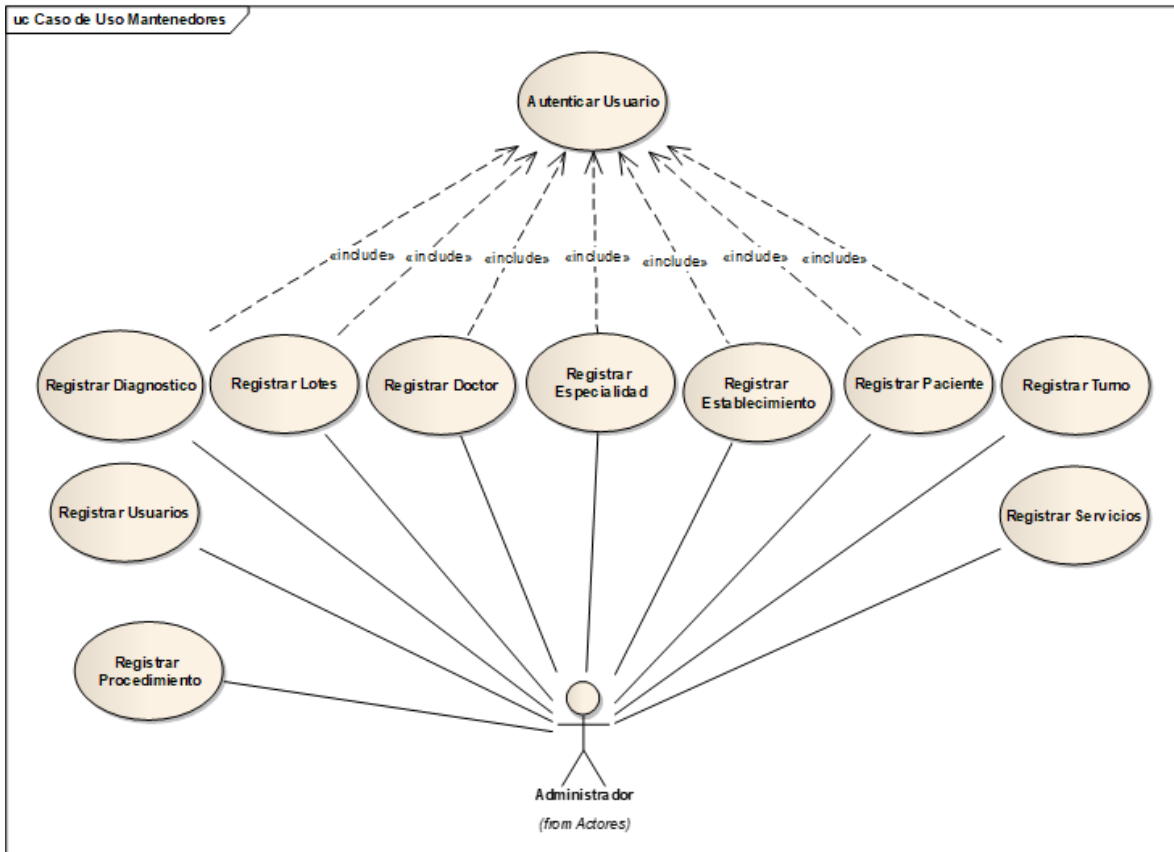 uc Caso de Uso Mantenedores
Autenticar Usuario
«include» «include» «include» «include» «include» «include» «include»
Registrar Diagnostico
Registrar Lotes
Registrar Doctor
Registrar
Especialidad
Registrar
Establecimiento
Registrar Paciente
Registrar Turno
Registrar Usuarios
Registrar Servicios
Registrar
Procedimiento
Administrador
(from Actores)